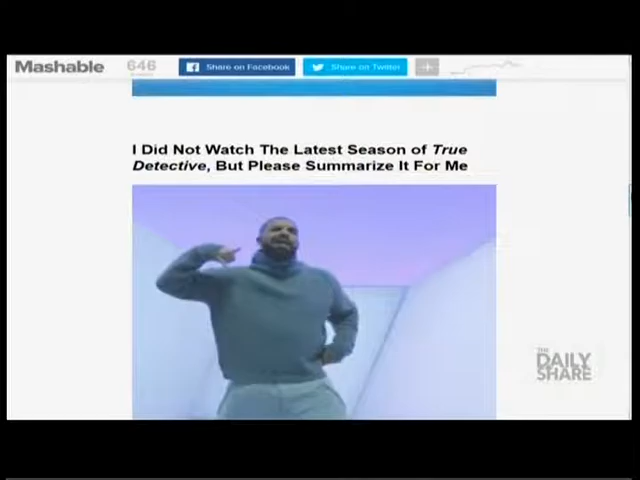 Mashable
646
Share on Facebook
Share on Twitter
+
I Did Not Watch The Latest Season of True
Detective, But Please Summarize It For Me
THE
DAILY
SHARE